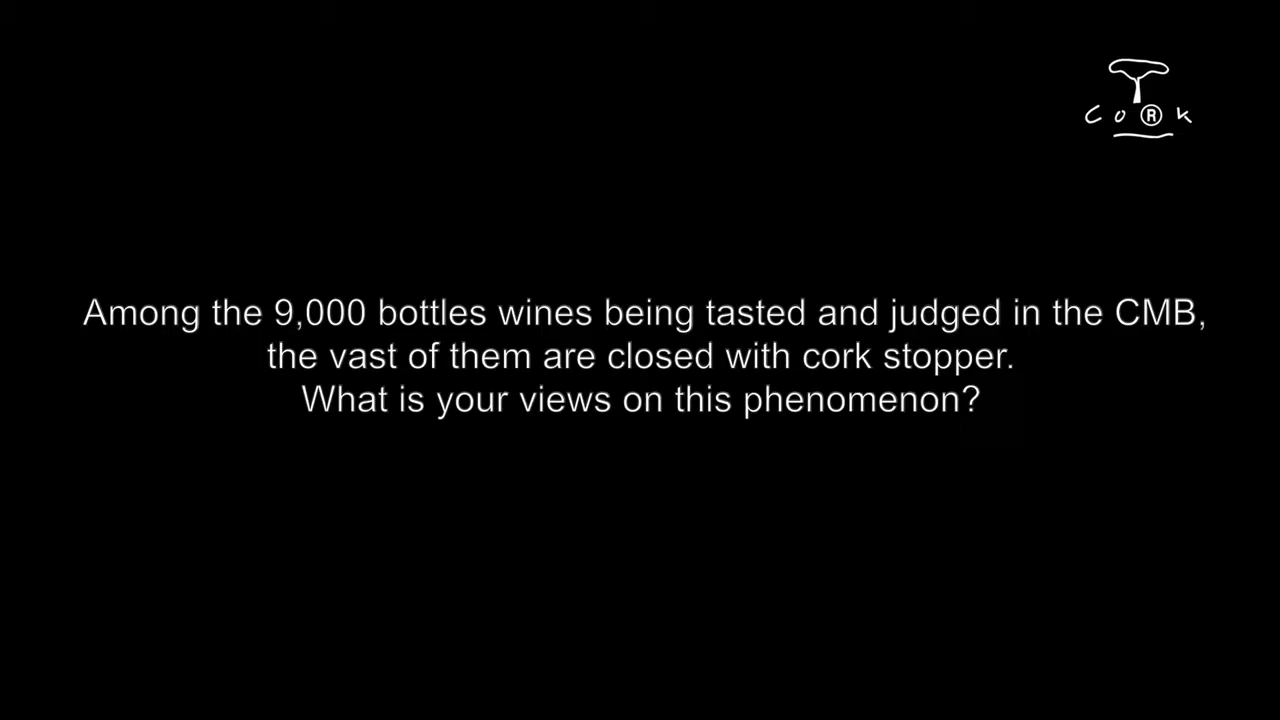 CO®K
Among the 9,000 bottles wines being tasted and judged in the CMB,
the vast of them are closed with cork stopper.
What is your views on this phenomenon?